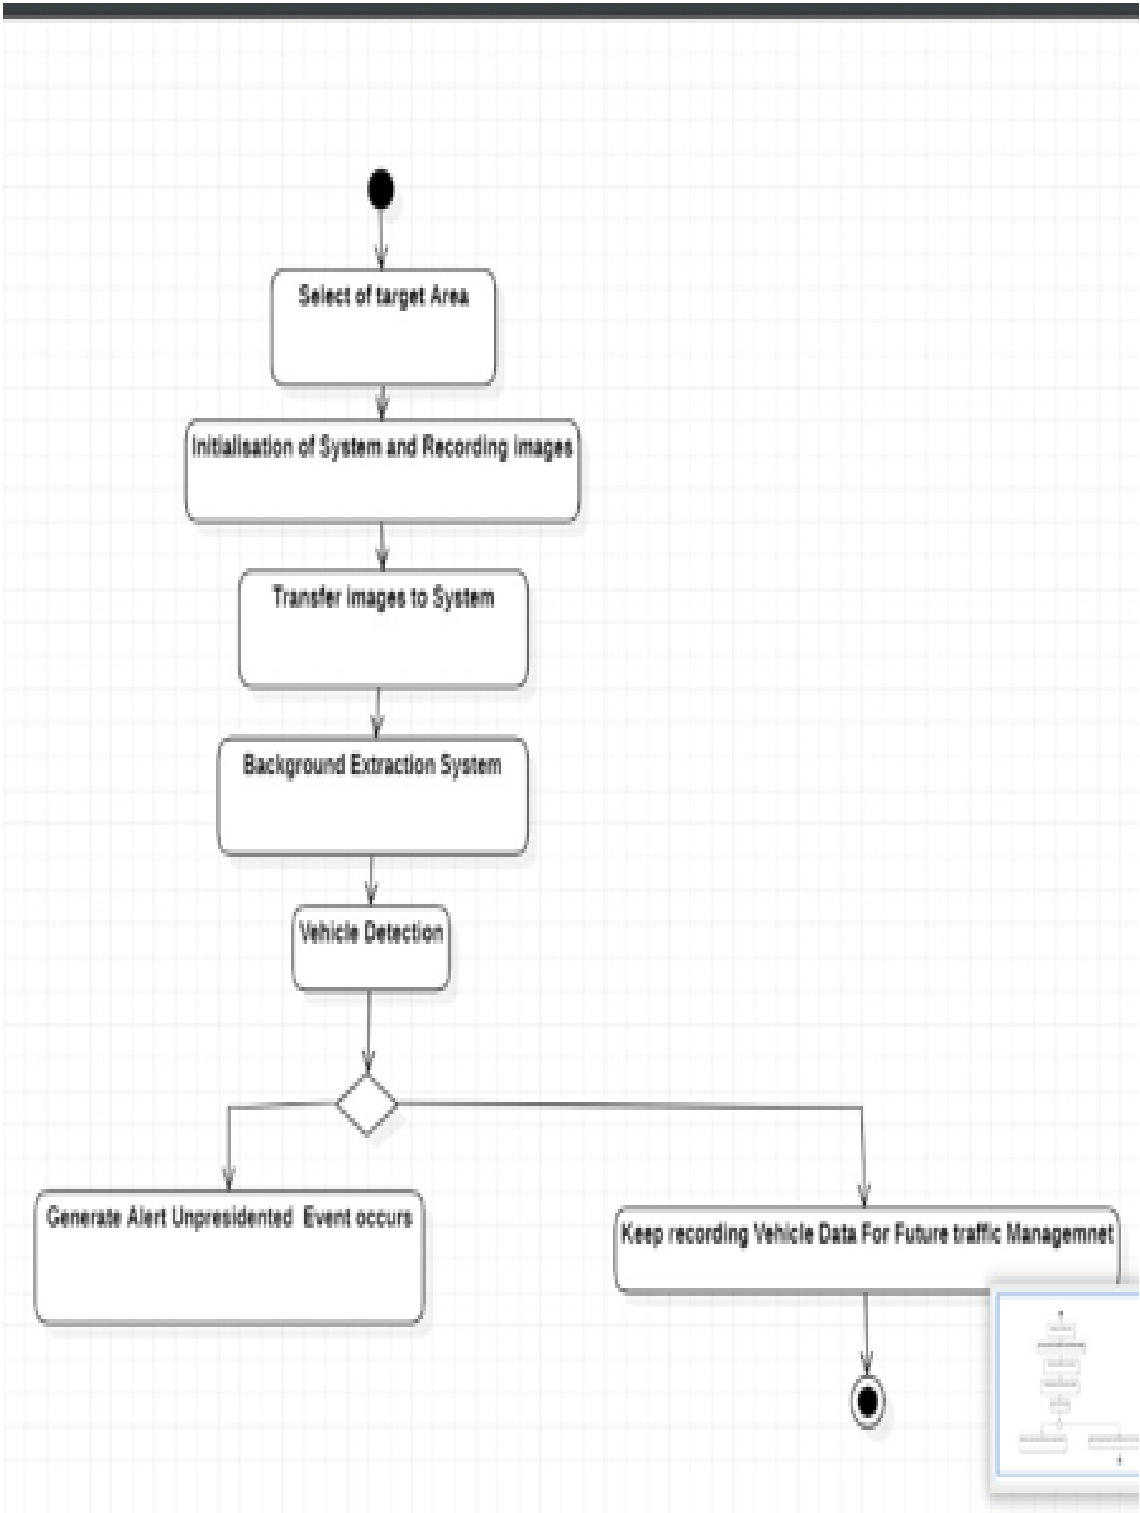 Select of target Area
Initialisation of System and Recording images
Transfer images to System
Background Extraction System
Vehicle Detection
Generate Alert Unpresidented Event occurs
Keep recording Vehicle Data For Future traffic Managemnet